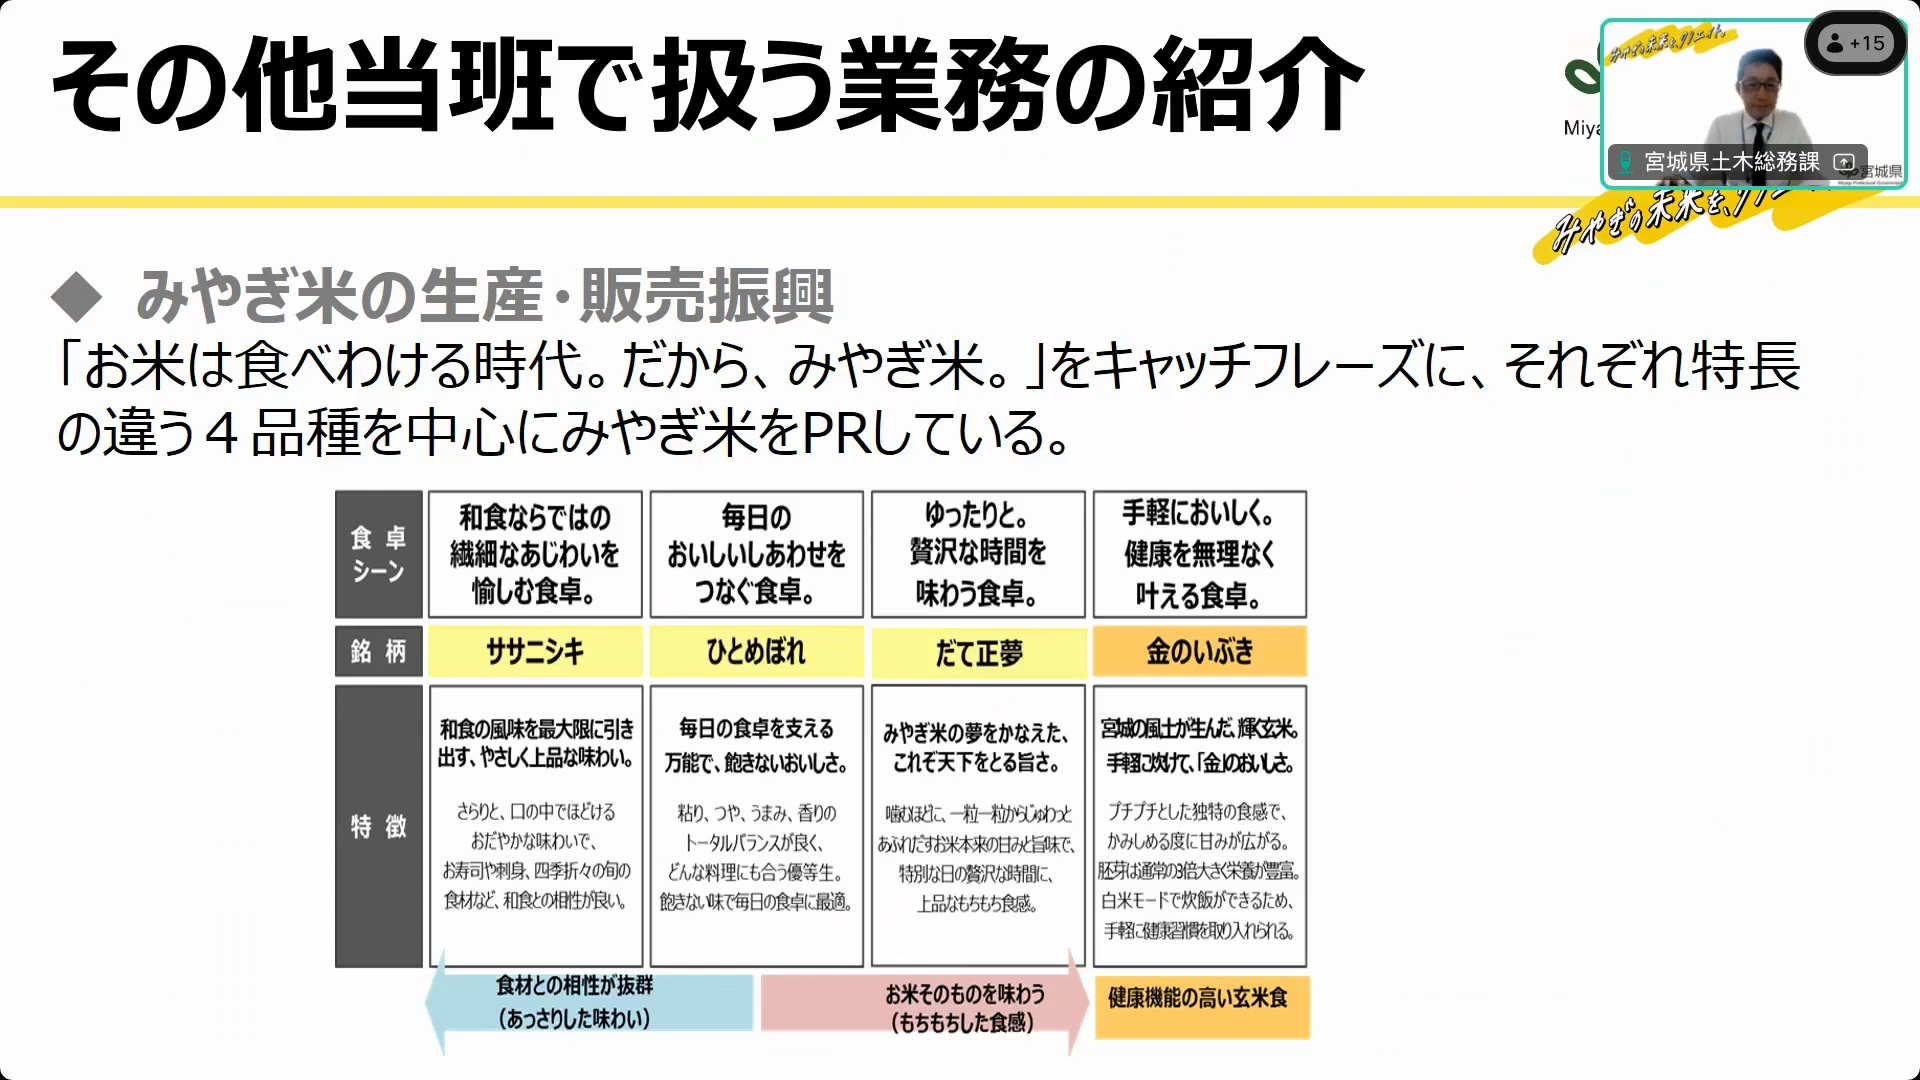 その他当班で扱う業務の紹介
+15
みやぎの未来を、クリエイト。
Miya
宮城県土木総務課
宮城県
みやぎの未来を、クリエ
◆ みやぎ米の生産・販売振興
「お米は食べわける時代。だから、みやぎ米。」をキャッチフレーズに、それぞれ特長
の違う４品種を中心にみやぎ米をPRしている。
食卓
シーン
和食ならではの
繊細なあじわいを
愉しむ食卓。
毎日の
おいしいしあわせを
つなぐ食卓。
ゆったりと。
贅沢な時間を
味わう食卓。
手軽においしく。
健康を無理なく
叶える食卓。
銘柄
ササニシキ
ひとめぼれ
だて正夢
金のいぶき
特徴
和食の風味を最大限に引き
出す、やさしく上品な味わい。
さらりと、口の中でほどける
おだやかな味わいで、
お寿司や刺身、四季折々の旬の
食材など、和食との相性が良い。
毎日の食卓を支える
万能で、飽きないおいしさ。
粘り、つや、うまみ、香りの
トータルバランスが良く、
どんな料理にも合う優等生。
飽きない味で毎日の食卓に最適。
みやぎ米の夢をかなえた、
これぞ天下をとる旨さ。
噛むほどに、一粒一粒からじゅわっと
あふれだすお米本来の甘みと旨味で、
特別な日の贅沢な時間に、
上品なもちもち食感。
宮城の風土が生んだ、輝く玄米。
手軽に炊けて、「金」のおいしさ。
プチプチとした独特の食感で、
かみしめる度に甘みが広がる。
胚芽は通常の3倍大きく栄養が豊富。
白米モードで炊飯ができるため、
手軽に健康習慣を取り入れられる。
食材との相性が抜群
（あっさりした味わい）
お米そのものを味わう
（もちもちした食感）
健康機能の高い玄米食